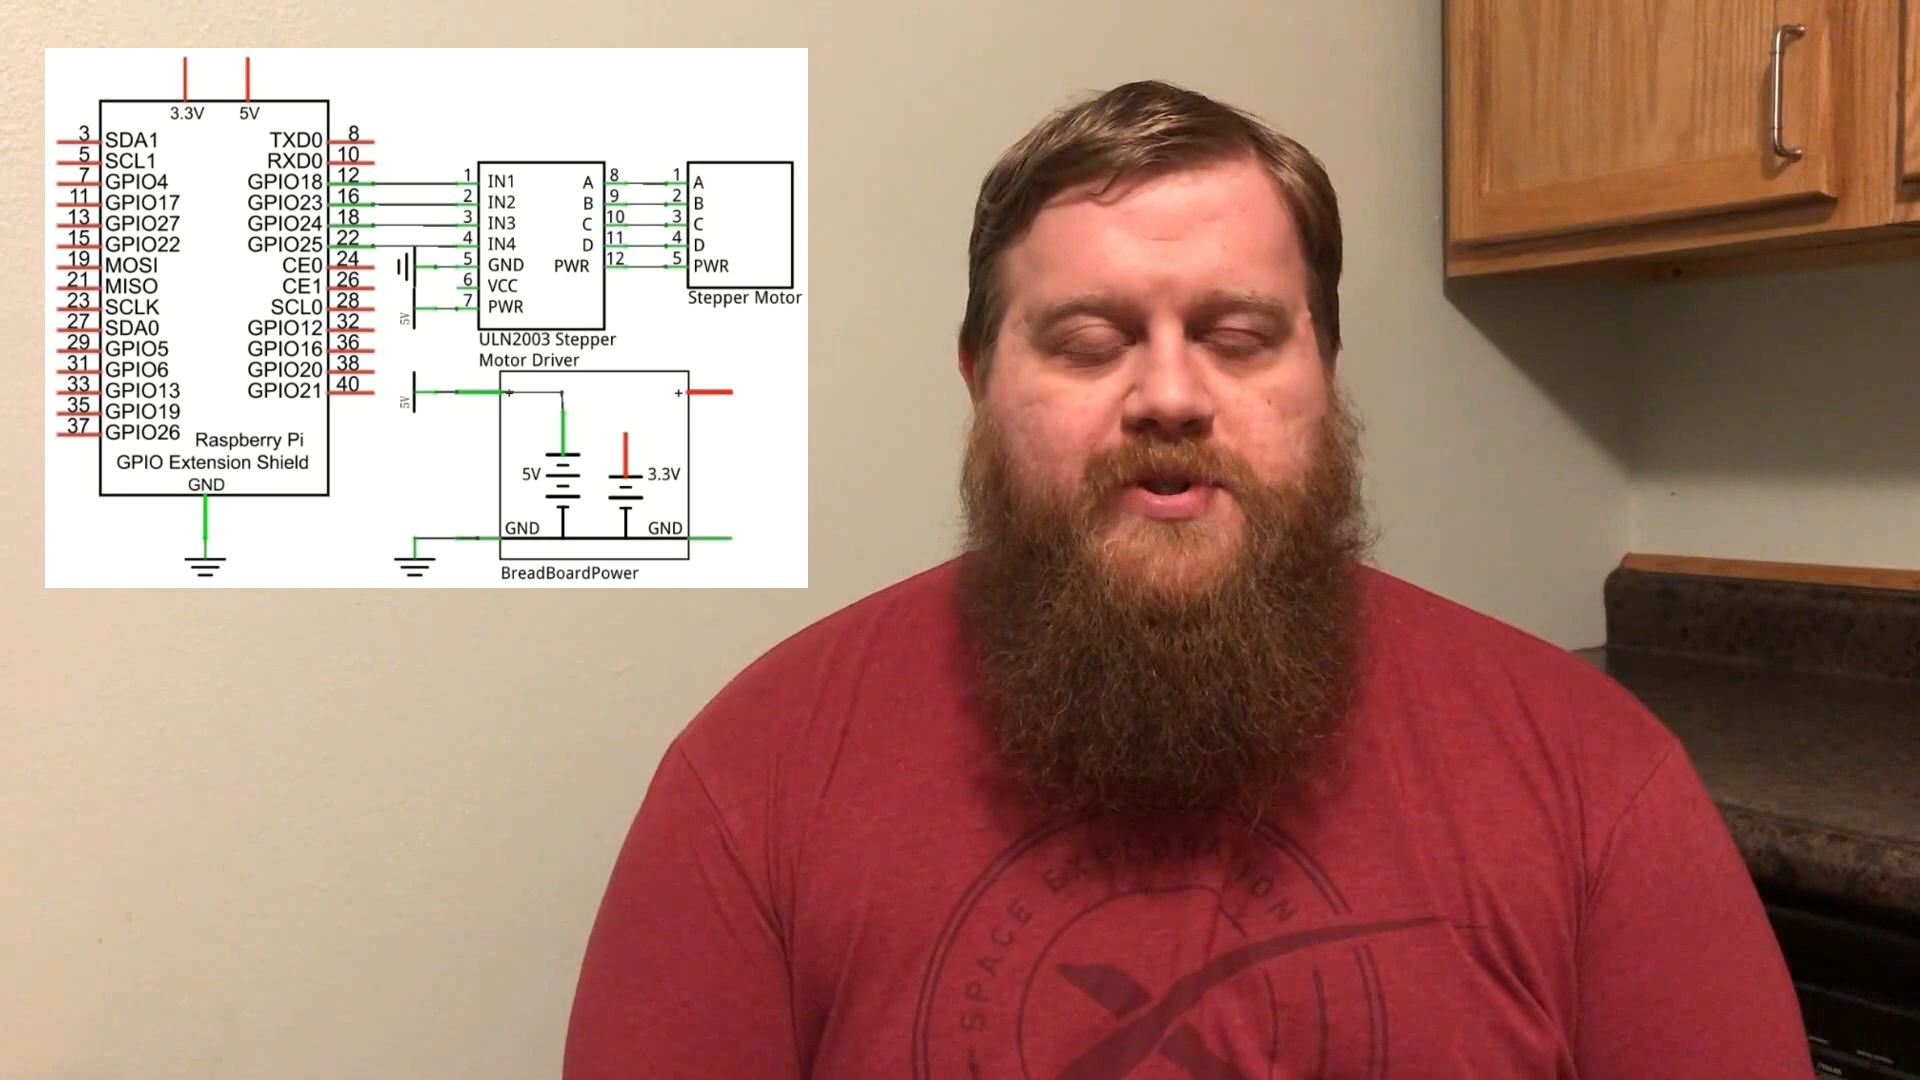 3.3V 5V
3 SDA1 TXD0 8
5 SCL1 RXD0 10
7 GPIO4 GPIO18 12
11 GPIO17 GPIO23 16
13 GPIO27 GPIO24 18
15 GPIO22 GPIO25 22
19 MOSI CE0 24
21 MISO CE1 26
23 SCLK SCL0 28
27 SDA0 GPIO12 32
29 GPIO5 GPIO16 36
31 GPIO6 GPIO20 38
33 GPIO13 GPIO21 40
35 GPIO19
37 GPIO26
Raspberry Pi
GPIO Extension Shield
GND
1 IN1 A 8
2 IN2 B 9
3 IN3 C 10
4 IN4 D 11
5 GND PWR 12
6 VCC
7 PWR
5V
ULN2003 Stepper
Motor Driver
1 A
2 B
3 C
4 D
5 PWR
Stepper Motor
5V
+ +
5V 3.3V
GND GND
BreadBoardPower
SPACE EXPLORATION